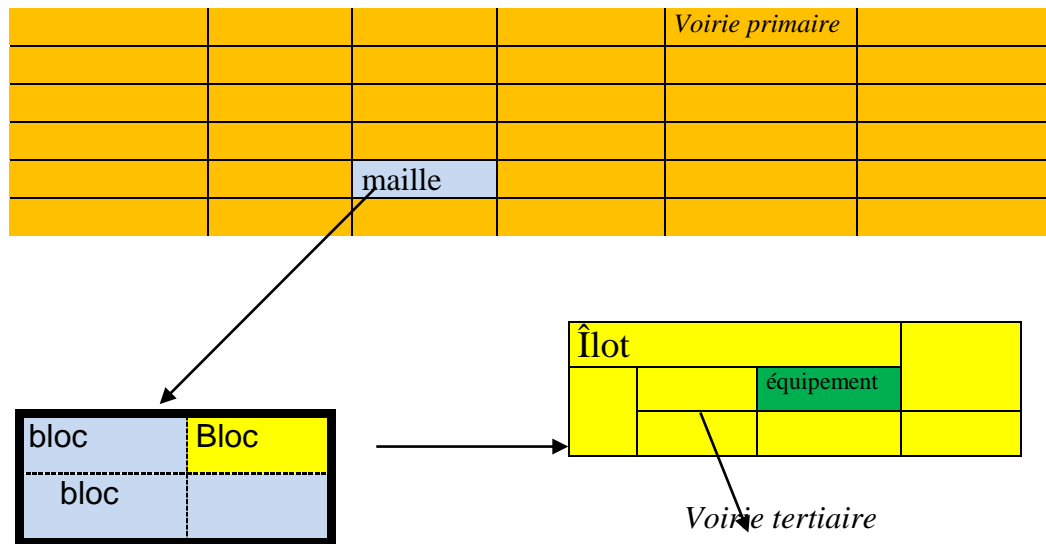 Voirie primaire
maille
Îlot
équipement
bloc
Bloc
bloc
Voirie tertiaire